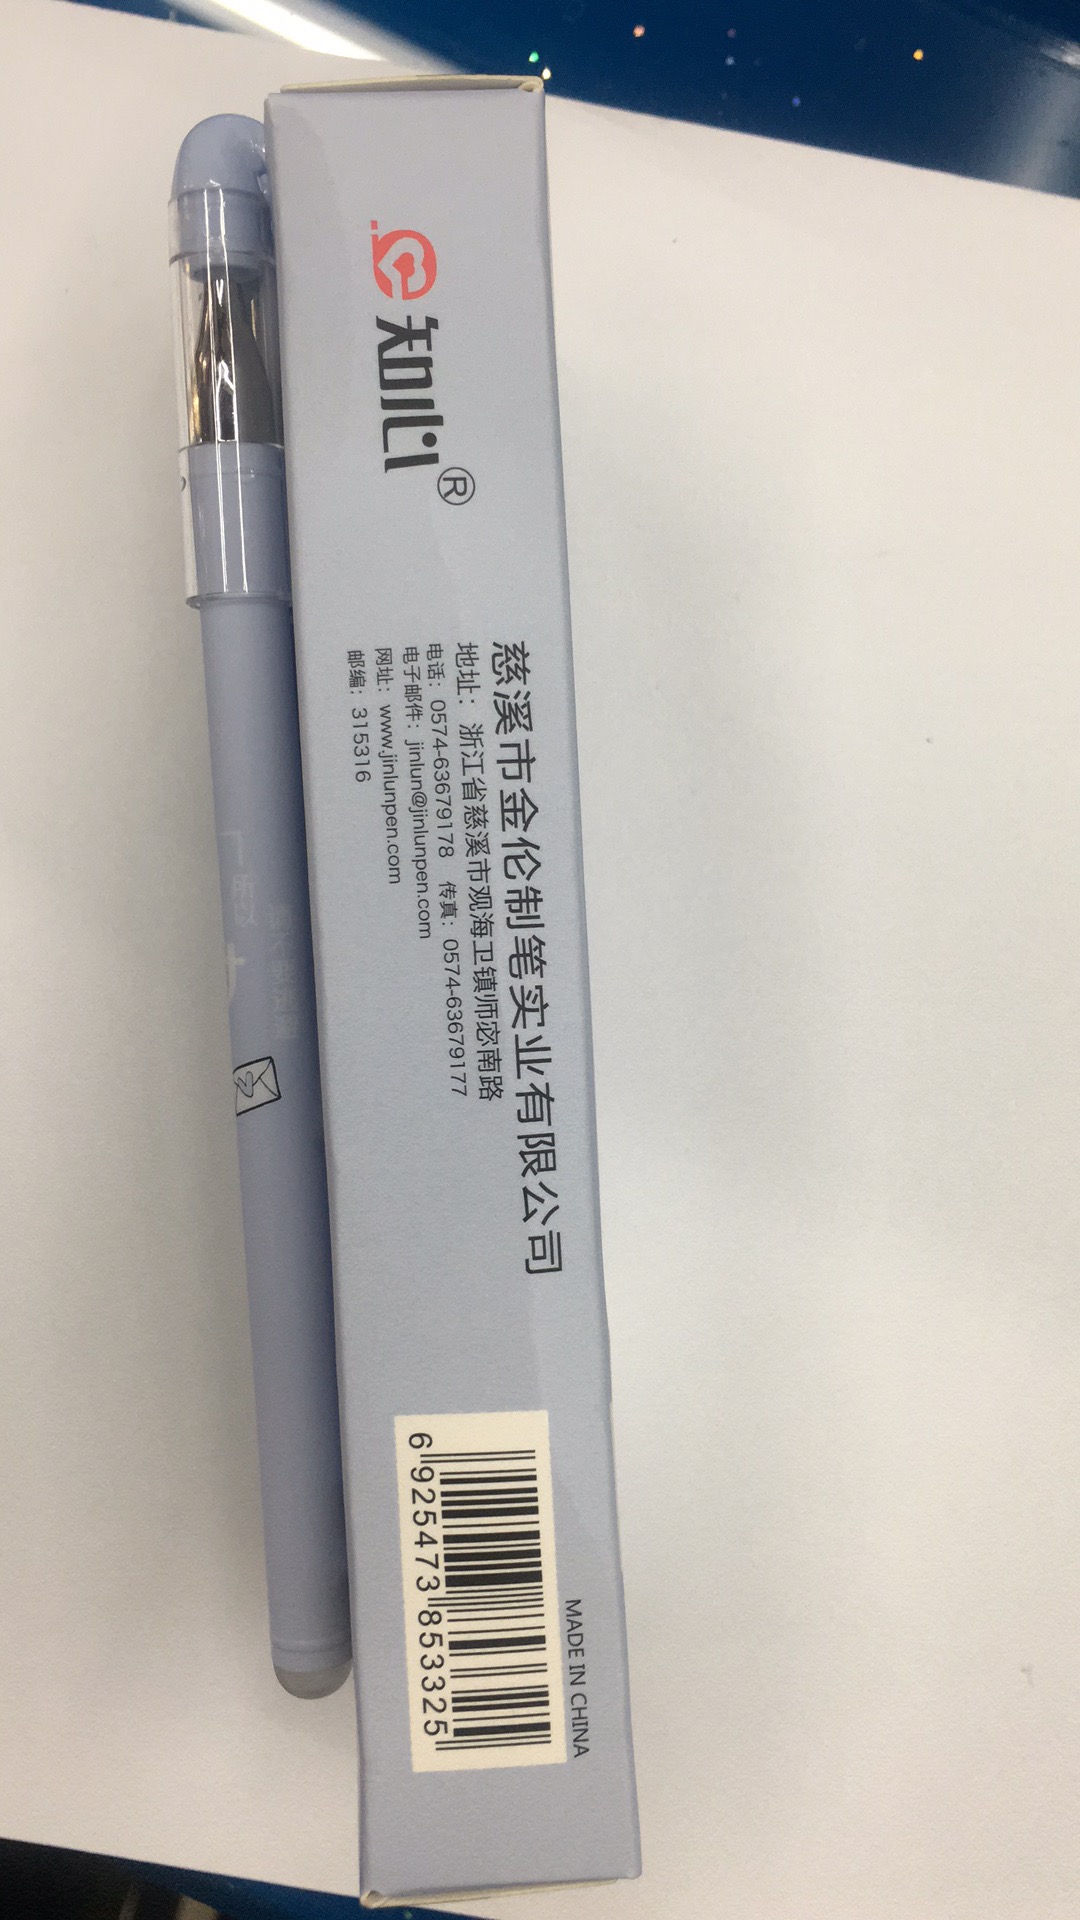 知心®
慈溪市金伦制笔实业有限公司
地址：浙江省慈溪市观海卫镇师宓南路
电话：0574-63679178 传真：0574-63679177
电子邮件：jinlun@jinlunpen.com
网址：www.jinlunpen.com
邮编：315316
MADE IN CHINA
6 925473 853325